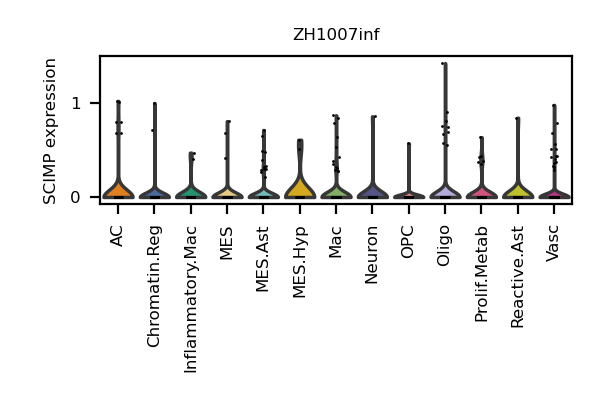 ZH1007inf
SCIMP expression
1
0
AC
Chromatin.Reg
Inflammatory.Mac
MES
MES.Ast
MES.Hyp
Mac
Neuron
OPC
Oligo
Prolif.Metab
Reactive.Ast
Vasc